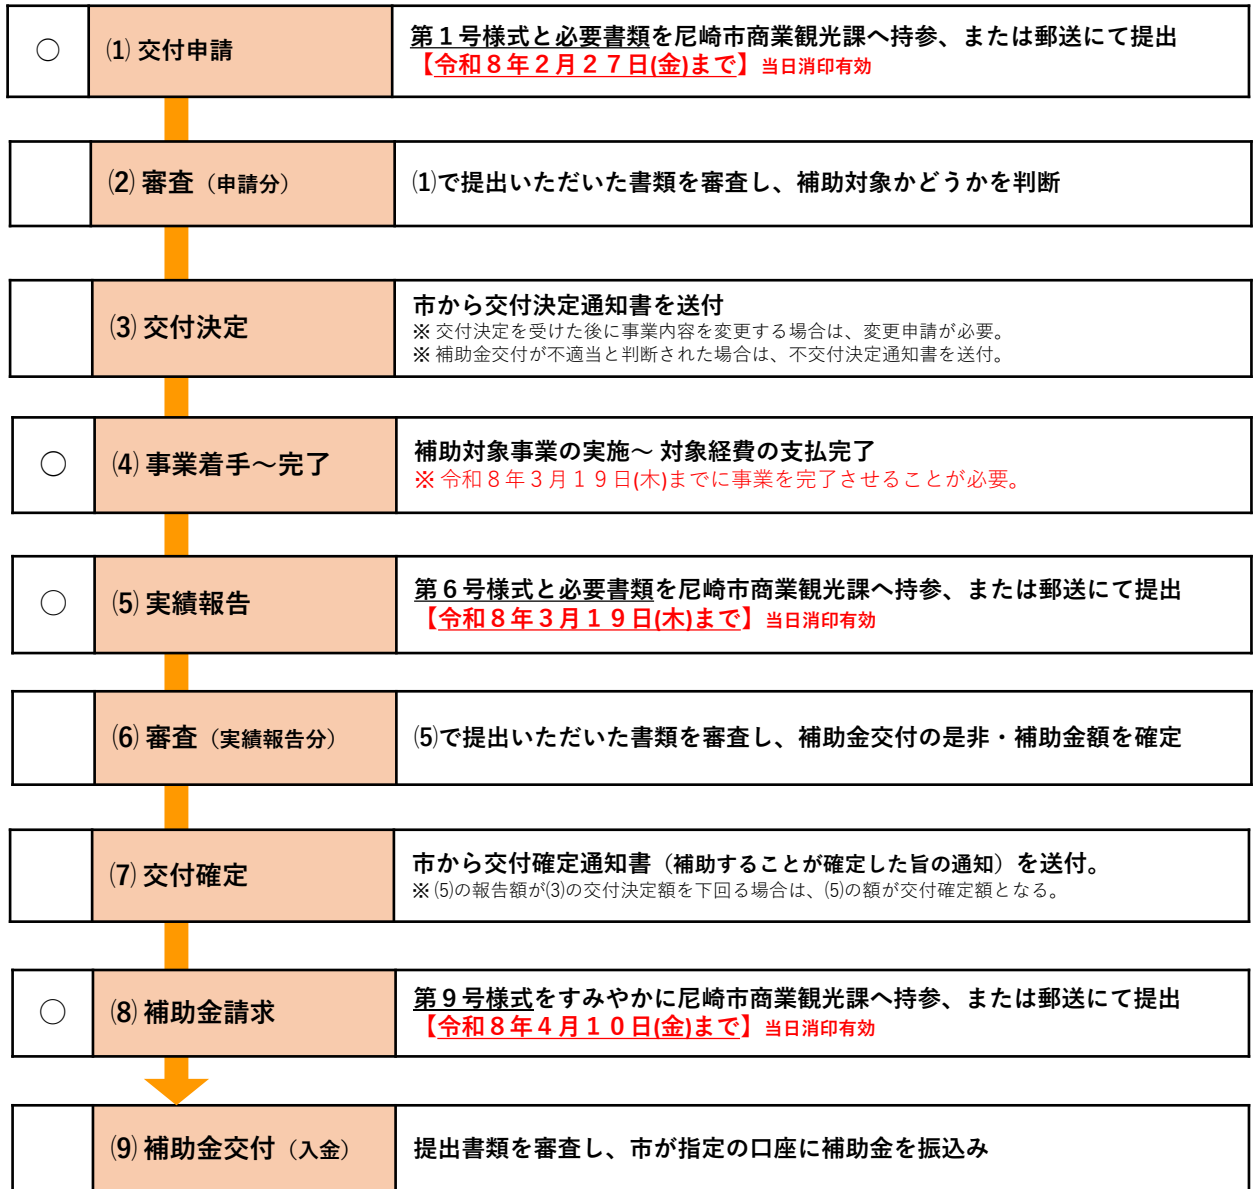 ○ ⑴ 交付申請 第１号様式と必要書類を尼崎市商業観光課へ持参、または郵送にて提出
【令和８年２月２７日(金)まで】当日消印有効
⑵ 審査（申請分） ⑴で提出いただいた書類を審査し、補助対象かどうかを判断
⑶ 交付決定 市から交付決定通知書を送付
※ 交付決定を受けた後に事業内容を変更する場合は、変更申請が必要。
※ 補助金交付が不適当と判断された場合は、不交付決定通知書を送付。
○ ⑷ 事業着手～完了 補助対象事業の実施～ 対象経費の支払完了
※ 令和８年３月１９日(木)までに事業を完了させることが必要。
○ ⑸ 実績報告 第６号様式と必要書類を尼崎市商業観光課へ持参、または郵送にて提出
【令和８年３月１９日(木)まで】当日消印有効
⑹ 審査（実績報告分） ⑸で提出いただいた書類を審査し、補助金交付の是非・補助金額を確定
⑺ 交付確定 市から交付確定通知書（補助することが確定した旨の通知）を送付。
※ ⑸の報告額が⑶の交付決定額を下回る場合は、⑸の額が交付確定額となる。
○ ⑻ 補助金請求 第９号様式をすみやかに尼崎市商業観光課へ持参、または郵送にて提出
【令和８年４月１０日(金)まで】当日消印有効
⑼ 補助金交付（入金） 提出書類を審査し、市が指定の口座に補助金を振込み